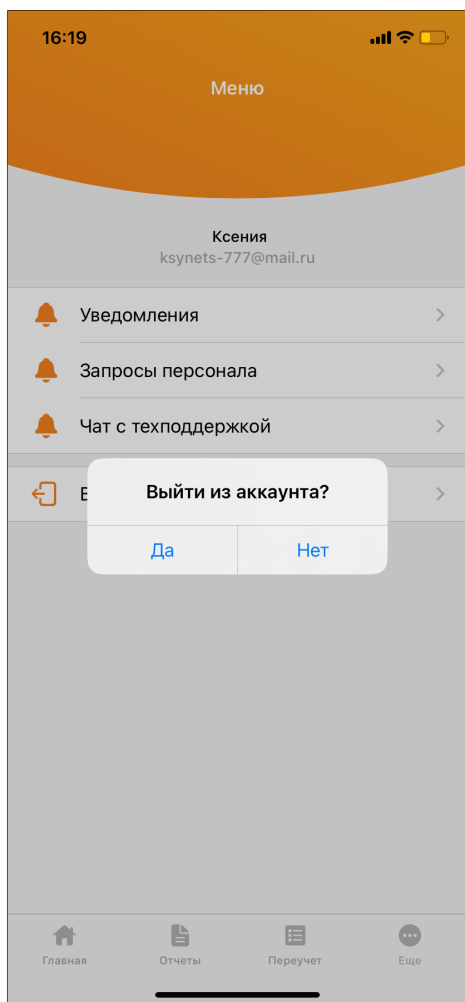 16:19
Меню
Ксения
ksynets-777@mail.ru
Уведомления
Запросы персонала
Чат с техподдержкой
Выйти из аккаунта?
Да
Нет
Главная
Отчеты
Переучет
Еще